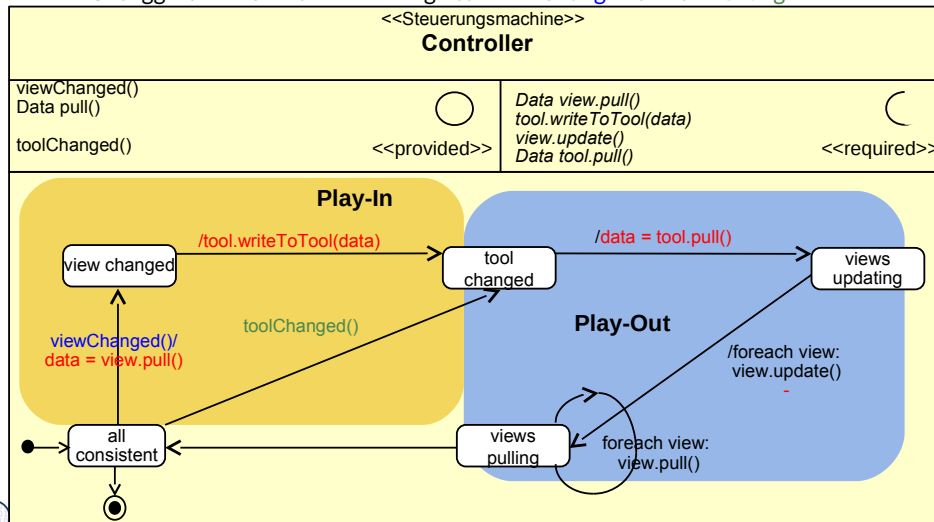 <<Steuerungsmachine>>
Controller
viewChanged()
Data pull()
toolChanged()
<<provided>>
Data view.pull()
tool.writeToTool(data)
view.update()
Data tool.pull()
<<required>>
Play-In
/tool.writeToTool(data)
/data = tool.pull()
view changed
tool
changed
views
updating
toolChanged()
Play-Out
viewChanged()/
data = view.pull()
/foreach view:
view.update()
-
all
consistent
views
pulling
foreach view:
view.pull()